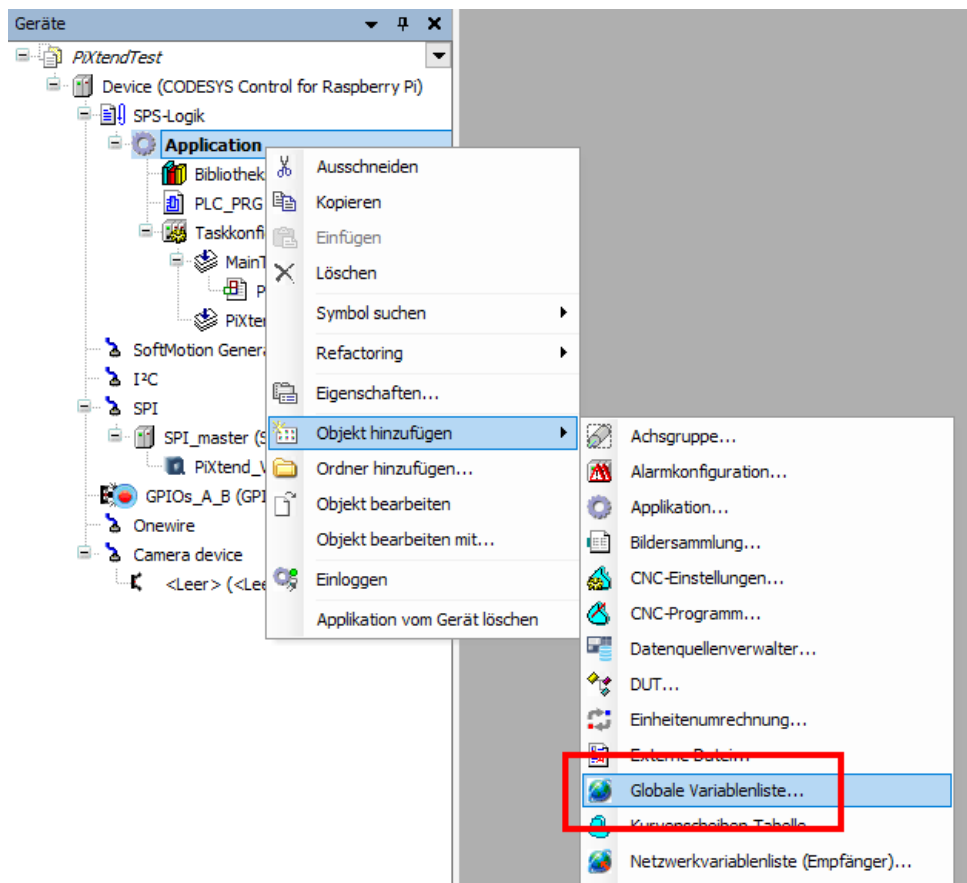 Geräte
PiXtendTest
Device (CODESYS Control for Raspberry Pi)
SPS-Logik
Application
Bibliothek
PLC_PRG
Taskkonfi
MainT
P
PiXter
SoftMotion Genera
I²C
SPI
SPI_master (S
PiXtend_V
GPIOs_A_B (GPI
Onewire
Camera device
<Leer> (<Lee
Ausschneiden
Kopieren
Einfügen
Löschen
Symbol suchen
Refactoring
Eigenschaften...
Objekt hinzufügen
Ordner hinzufügen...
Objekt bearbeiten
Objekt bearbeiten mit...
Einloggen
Applikation vom Gerät löschen
Achsgruppe...
Alarmkonfiguration...
Applikation...
Bildersammlung...
CNC-Einstellungen...
CNC-Programm...
Datenquellenverwalter...
DUT...
Einheitenumrechnung...
Externe Datei...
Globale Variablenliste...
Kurvenscheiben-Tabelle...
Netzwerkvariablenliste (Empfänger)...